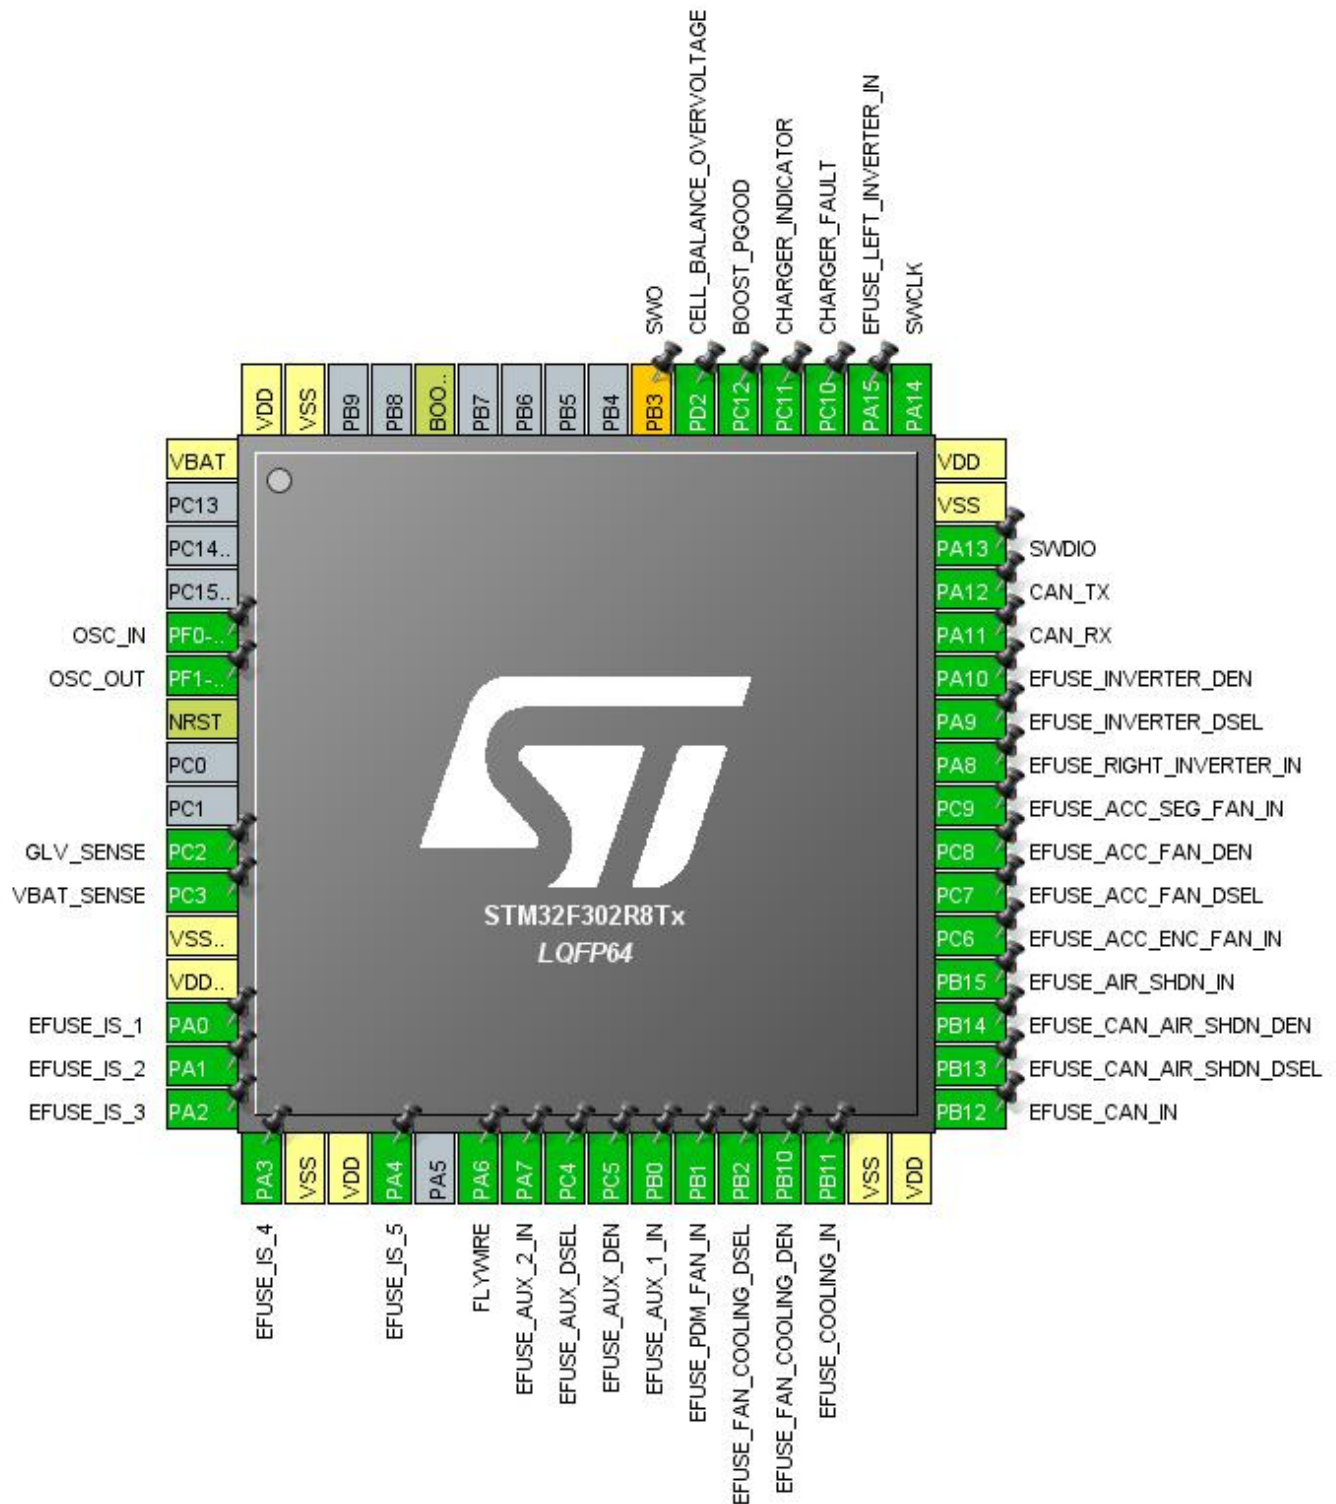 CELL_BALANCE_OVERVOLTAGE
BOOST_PGOOD
CHARGER_INDICATOR
CHARGER_FAULT
EFUSE_LEFT_INVERTER_IN
SWO
SWCLK
VDD
VSS
PB9
PB8
BOO..
PB7
PB6
PB5
PB4
PB3
PD2
PC12
PC11
PC10
PA15
PA14
VBAT
PC13
PC14..
PC15..
OSC_IN PF0-..
OSC_OUT PF1-..
NRST
PC0
PC1
GLV_SENSE PC2
VBAT_SENSE PC3
VSS..
VDD..
EFUSE_IS_1 PA0
EFUSE_IS_2 PA1
EFUSE_IS_3 PA2
STM32F302R8Tx
LQFP64
VDD
VSS
PA13 SWDIO
PA12 CAN_TX
PA11 CAN_RX
PA10 EFUSE_INVERTER_DEN
PA9 EFUSE_INVERTER_DSEL
PA8 EFUSE_RIGHT_INVERTER_IN
PC9 EFUSE_ACC_SEG_FAN_IN
PC8 EFUSE_ACC_FAN_DEN
PC7 EFUSE_ACC_FAN_DSEL
PC6 EFUSE_ACC_ENC_FAN_IN
PB15 EFUSE_AIR_SHDN_IN
PB14 EFUSE_CAN_AIR_SHDN_DEN
PB13 EFUSE_CAN_AIR_SHDN_DSEL
PB12 EFUSE_CAN_IN
PA3
VSS
VDD
PA4
PA5
PA6
PA7
PC4
PC5
PB0
PB1
PB2
PB10
PB11
VSS
VDD
EFUSE_IS_4
EFUSE_IS_5
FLYWIRE
EFUSE_AUX_2_IN
EFUSE_AUX_DSEL
EFUSE_AUX_DEN
EFUSE_AUX_1_IN
EFUSE_PDM_FAN_IN
EFUSE_FAN_COOLING_DSEL
EFUSE_FAN_COOLING_DEN
EFUSE_COOLING_IN